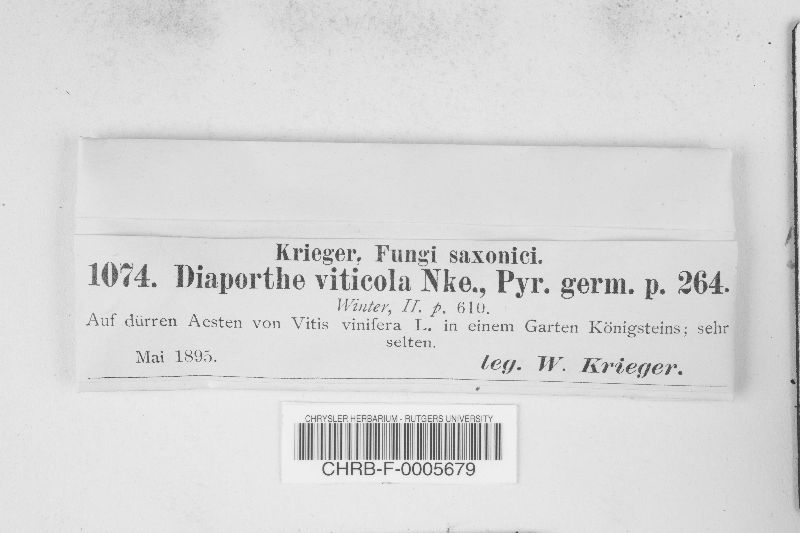 Krieger, Fungi saxonici.
1074. Diaporthe viticola Nke., Pyr. germ. p. 264.
Winter, II. p. 610.
Auf dürren Aesten von Vitis vinifera L. in einem Garten Königsteins; sehr
selten.
Mai 1895.
leg. W. Krieger.
CHRYSLER HERBARIUM - RUTGERS UNIVERSITY
CHRB-F-0005679